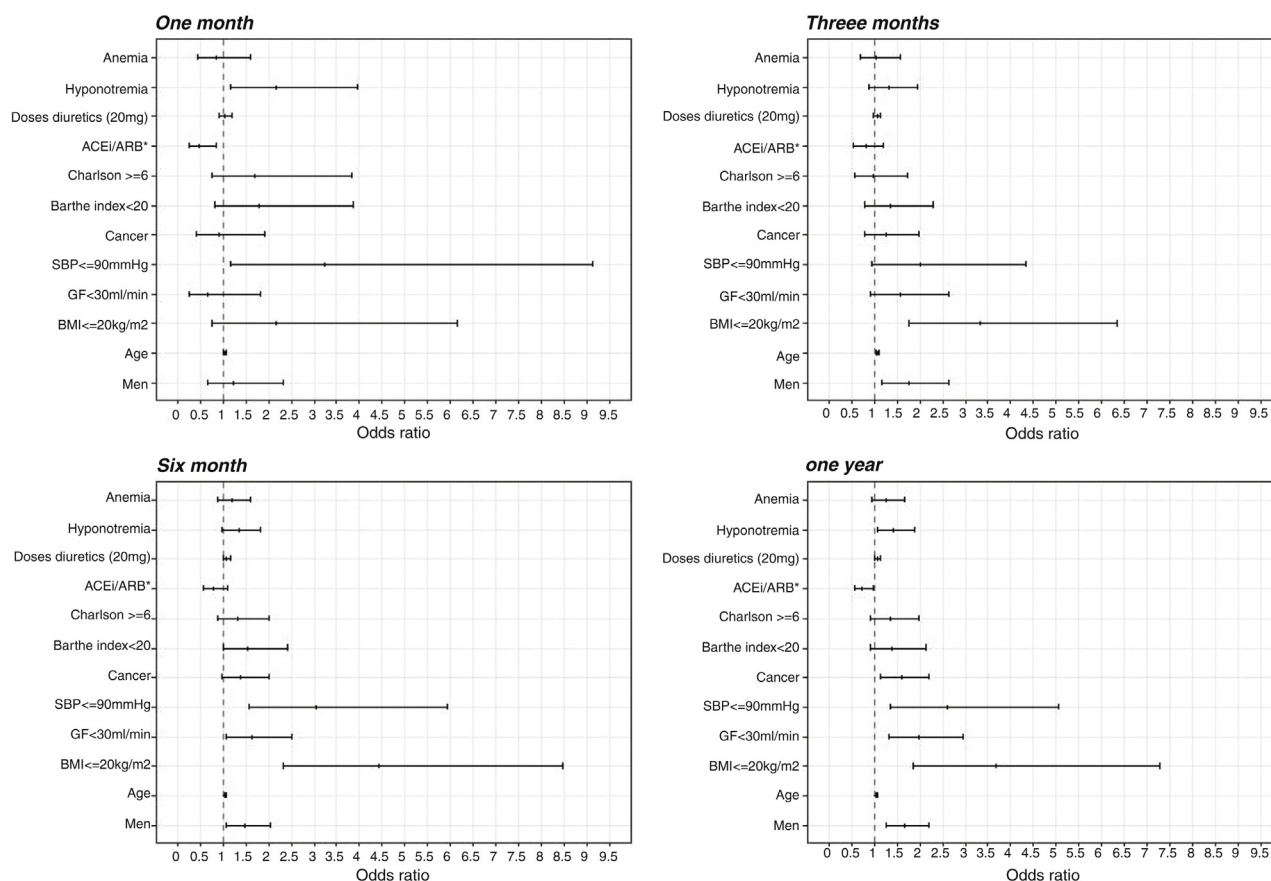 One month
Anemia
Hyponotremia
Doses diuretics (20mg)
ACEi/ARB*
Charlson >=6
Barthe index<20
Cancer
SBP<=90mmHg
GF<30ml/min
BMI<=20kg/m2
Age
Men
0 0.5 1 1.5 2 2.5 3 3.5 4 4.5 5 5.5 6 6.5 7 7.5 8 8.5 9 9.5
Odds ratio
Threee months
Anemia
Hyponotremia
Doses diuretics (20mg)
ACEi/ARB*
Charlson >=6
Barthe index<20
Cancer
SBP<=90mmHg
GF<30ml/min
BMI<=20kg/m2
Age
Men
0 0.5 1 1.5 2 2.5 3 3.5 4 4.5 5 5.5 6 6.5 7 7.5 8 8.5 9 9.5
Odds ratio
Six month
Anemia
Hyponotremia
Doses diuretics (20mg)
ACEi/ARB*
Charlson >=6
Barthe index<20
Cancer
SBP<=90mmHg
GF<30ml/min
BMI<=20kg/m2
Age
Men
0 0.5 1 1.5 2 2.5 3 3.5 4 4.5 5 5.5 6 6.5 7 7.5 8 8.5 9 9.5
Odds ratio
one year
Anemia
Hyponotremia
Doses diuretics (20mg)
ACEi/ARB*
Charlson >=6
Barthe index<20
Cancer
SBP<=90mmHg
GF<30ml/min
BMI<=20kg/m2
Age
Men
0 0.5 1 1.5 2 2.5 3 3.5 4 4.5 5 5.5 6 6.5 7 7.5 8 8.5 9 9.5
Odds ratio